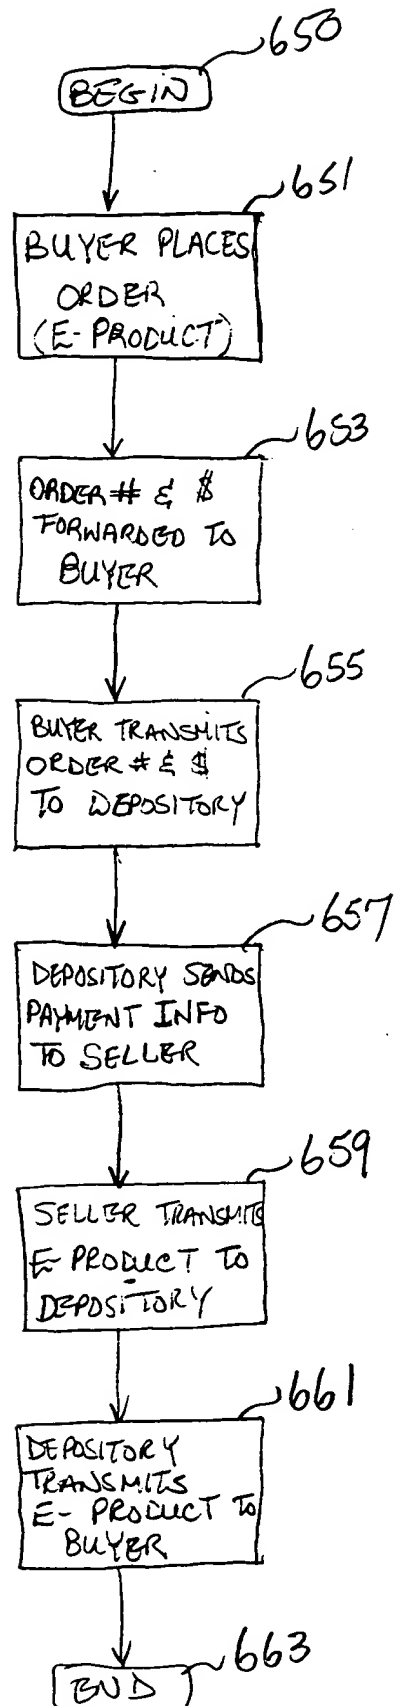 650
BEGIN
651
BUYER PLACES
ORDER
(E-PRODUCT)
653
ORDER # & $
FORWARDED TO
BUYER
655
BUYER TRANSMITS
ORDER # & $
TO DEPOSITORY
657
DEPOSITORY SENDS
PAYMENT INFO
TO SELLER
659
SELLER TRANSMITS
E-PRODUCT TO
DEPOSITORY
661
DEPOSITORY
TRANSMITS
E-PRODUCT TO
BUYER
663
END